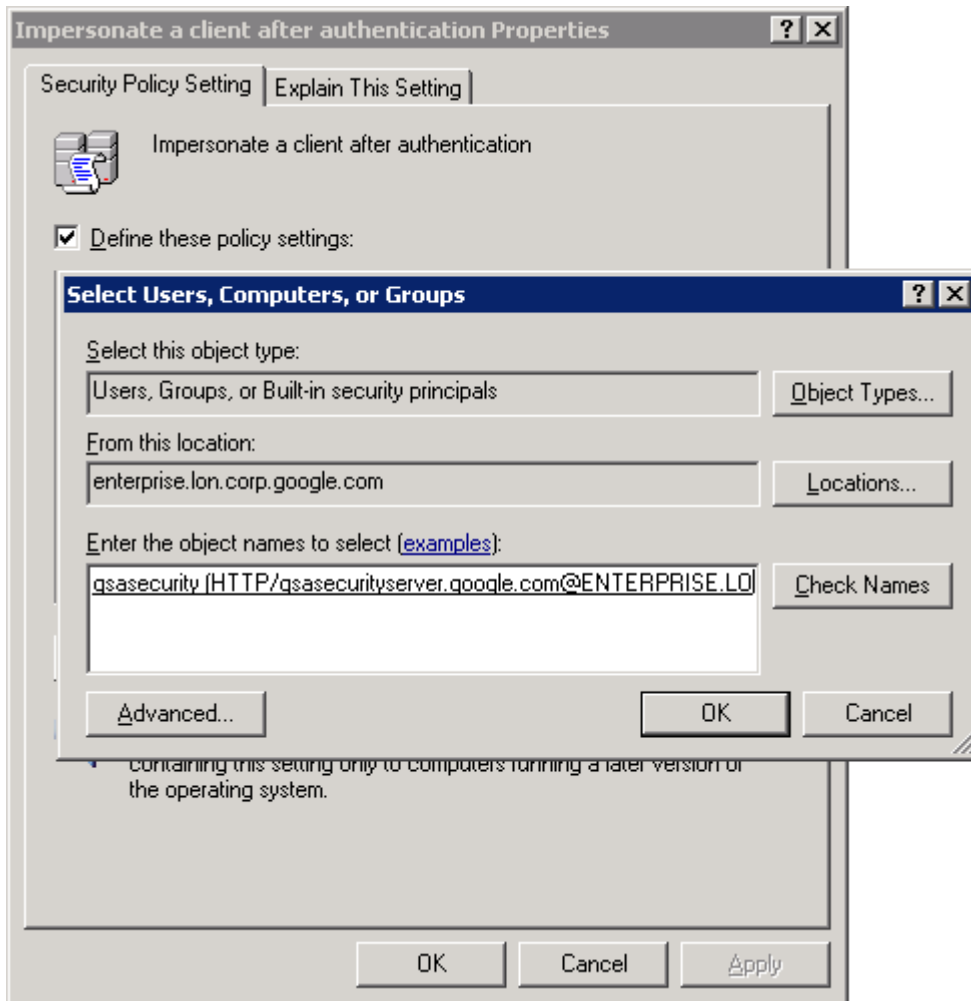 Impersonate a client after authentication Properties
Security Policy Setting
Explain This Setting
Impersonate a client after authentication
Define these policy settings:
Select Users, Computers, or Groups
Select this object type:
Users, Groups, or Built-in security principals
Object Types...
From this location:
enterprise.lon.corp.google.com
Locations...
Enter the object names to select (examples):
gsasecurity (HTTP/gsasecurityserver.google.com@ENTERPRISE.LO
Check Names
Advanced...
OK
Cancel
containing this setting only to computers running a later version of
the operating system.
OK
Cancel
Apply